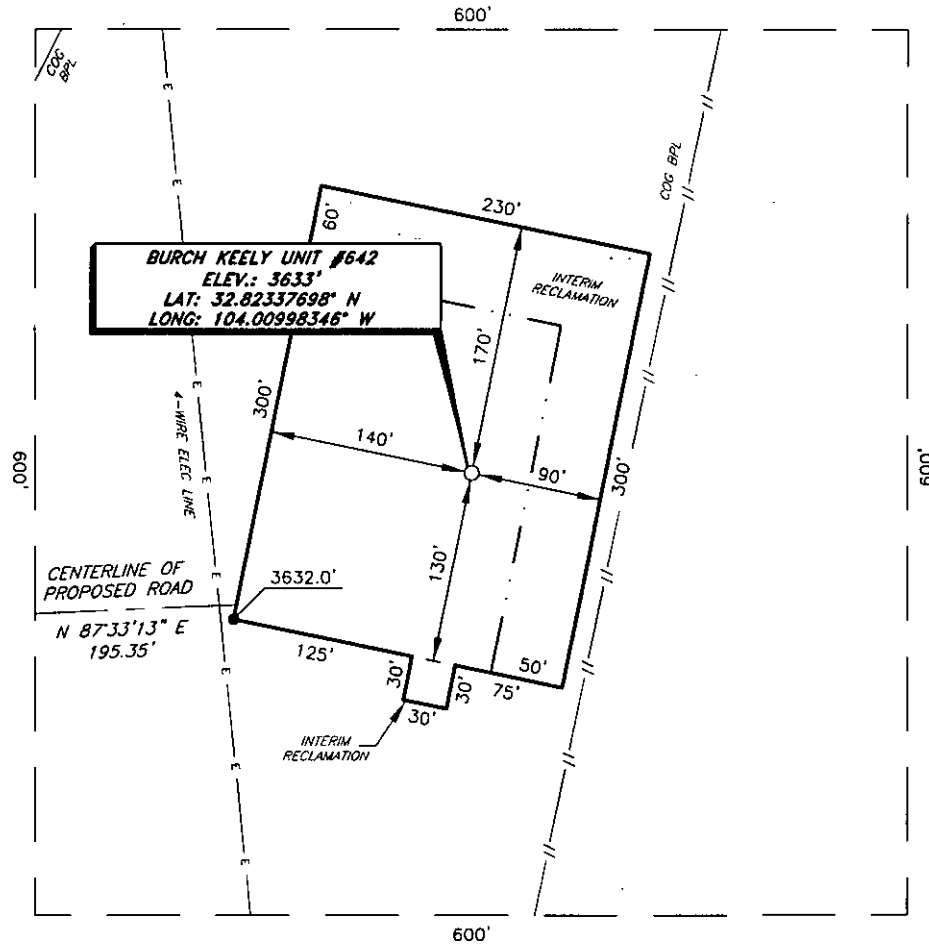 600'
COG
BPL
COG BPL
230'
60'
BURCH KEELY UNIT #642
ELEV.: 3633'
LAT: 32.82337698° N
LONG: 104.00998346° W
INTERIM
RECLAMATION
170'
300'
4-WIRE ELEC LINE
140'
90'
300'
600'
600'
130'
CENTERLINE OF
PROPOSED ROAD
3632.0'
N 87°33'13" E
195.35'
125'
30'
30'
30'
50'
75'
INTERIM
RECLAMATION
E
E
E
E
E
E
E
E
E
600'